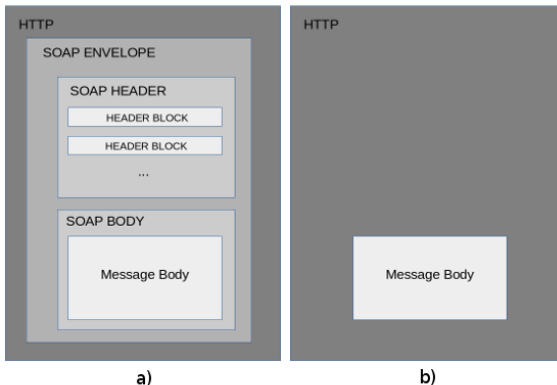 HTTP
SOAP ENVELOPE
SOAP HEADER
HEADER BLOCK
HEADER BLOCK
...
SOAP BODY
Message Body
a)
HTTP
Message Body
b)